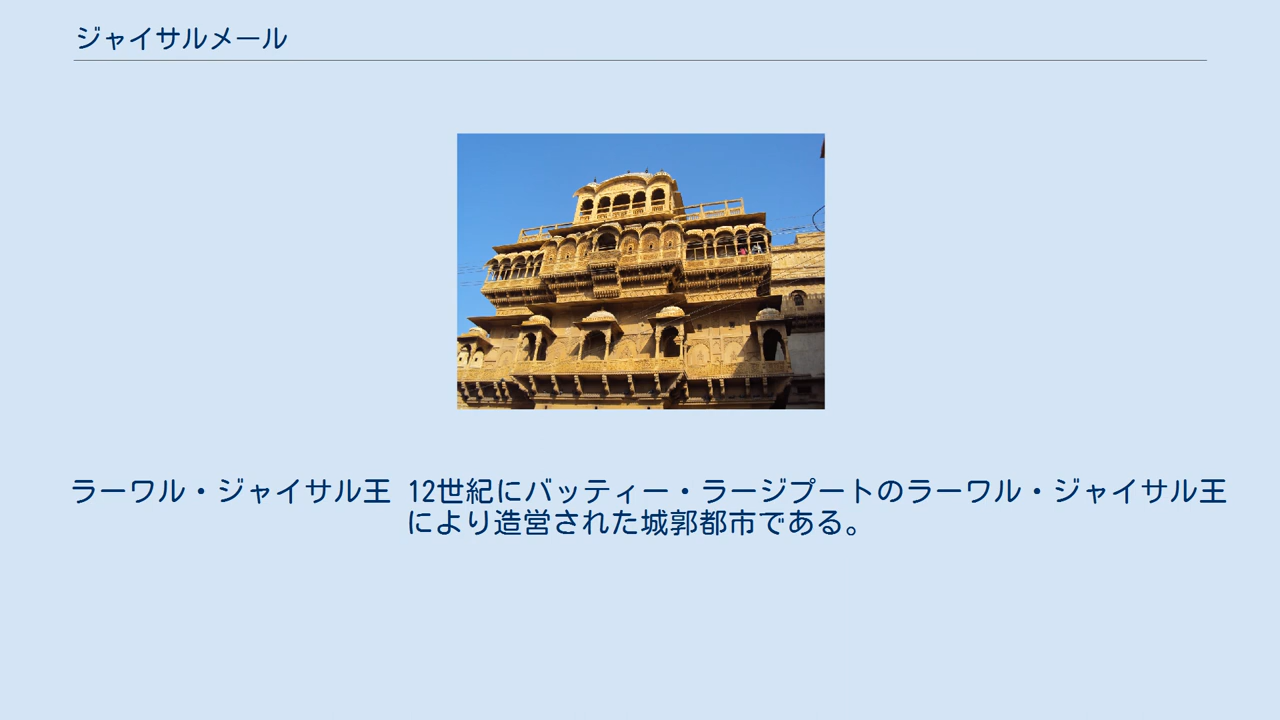 ジャイサルメール
ラーワル・ジャイサル王 12世紀にバッティー・ラージプートのラーワル・ジャイサル王
により造営された城郭都市である。